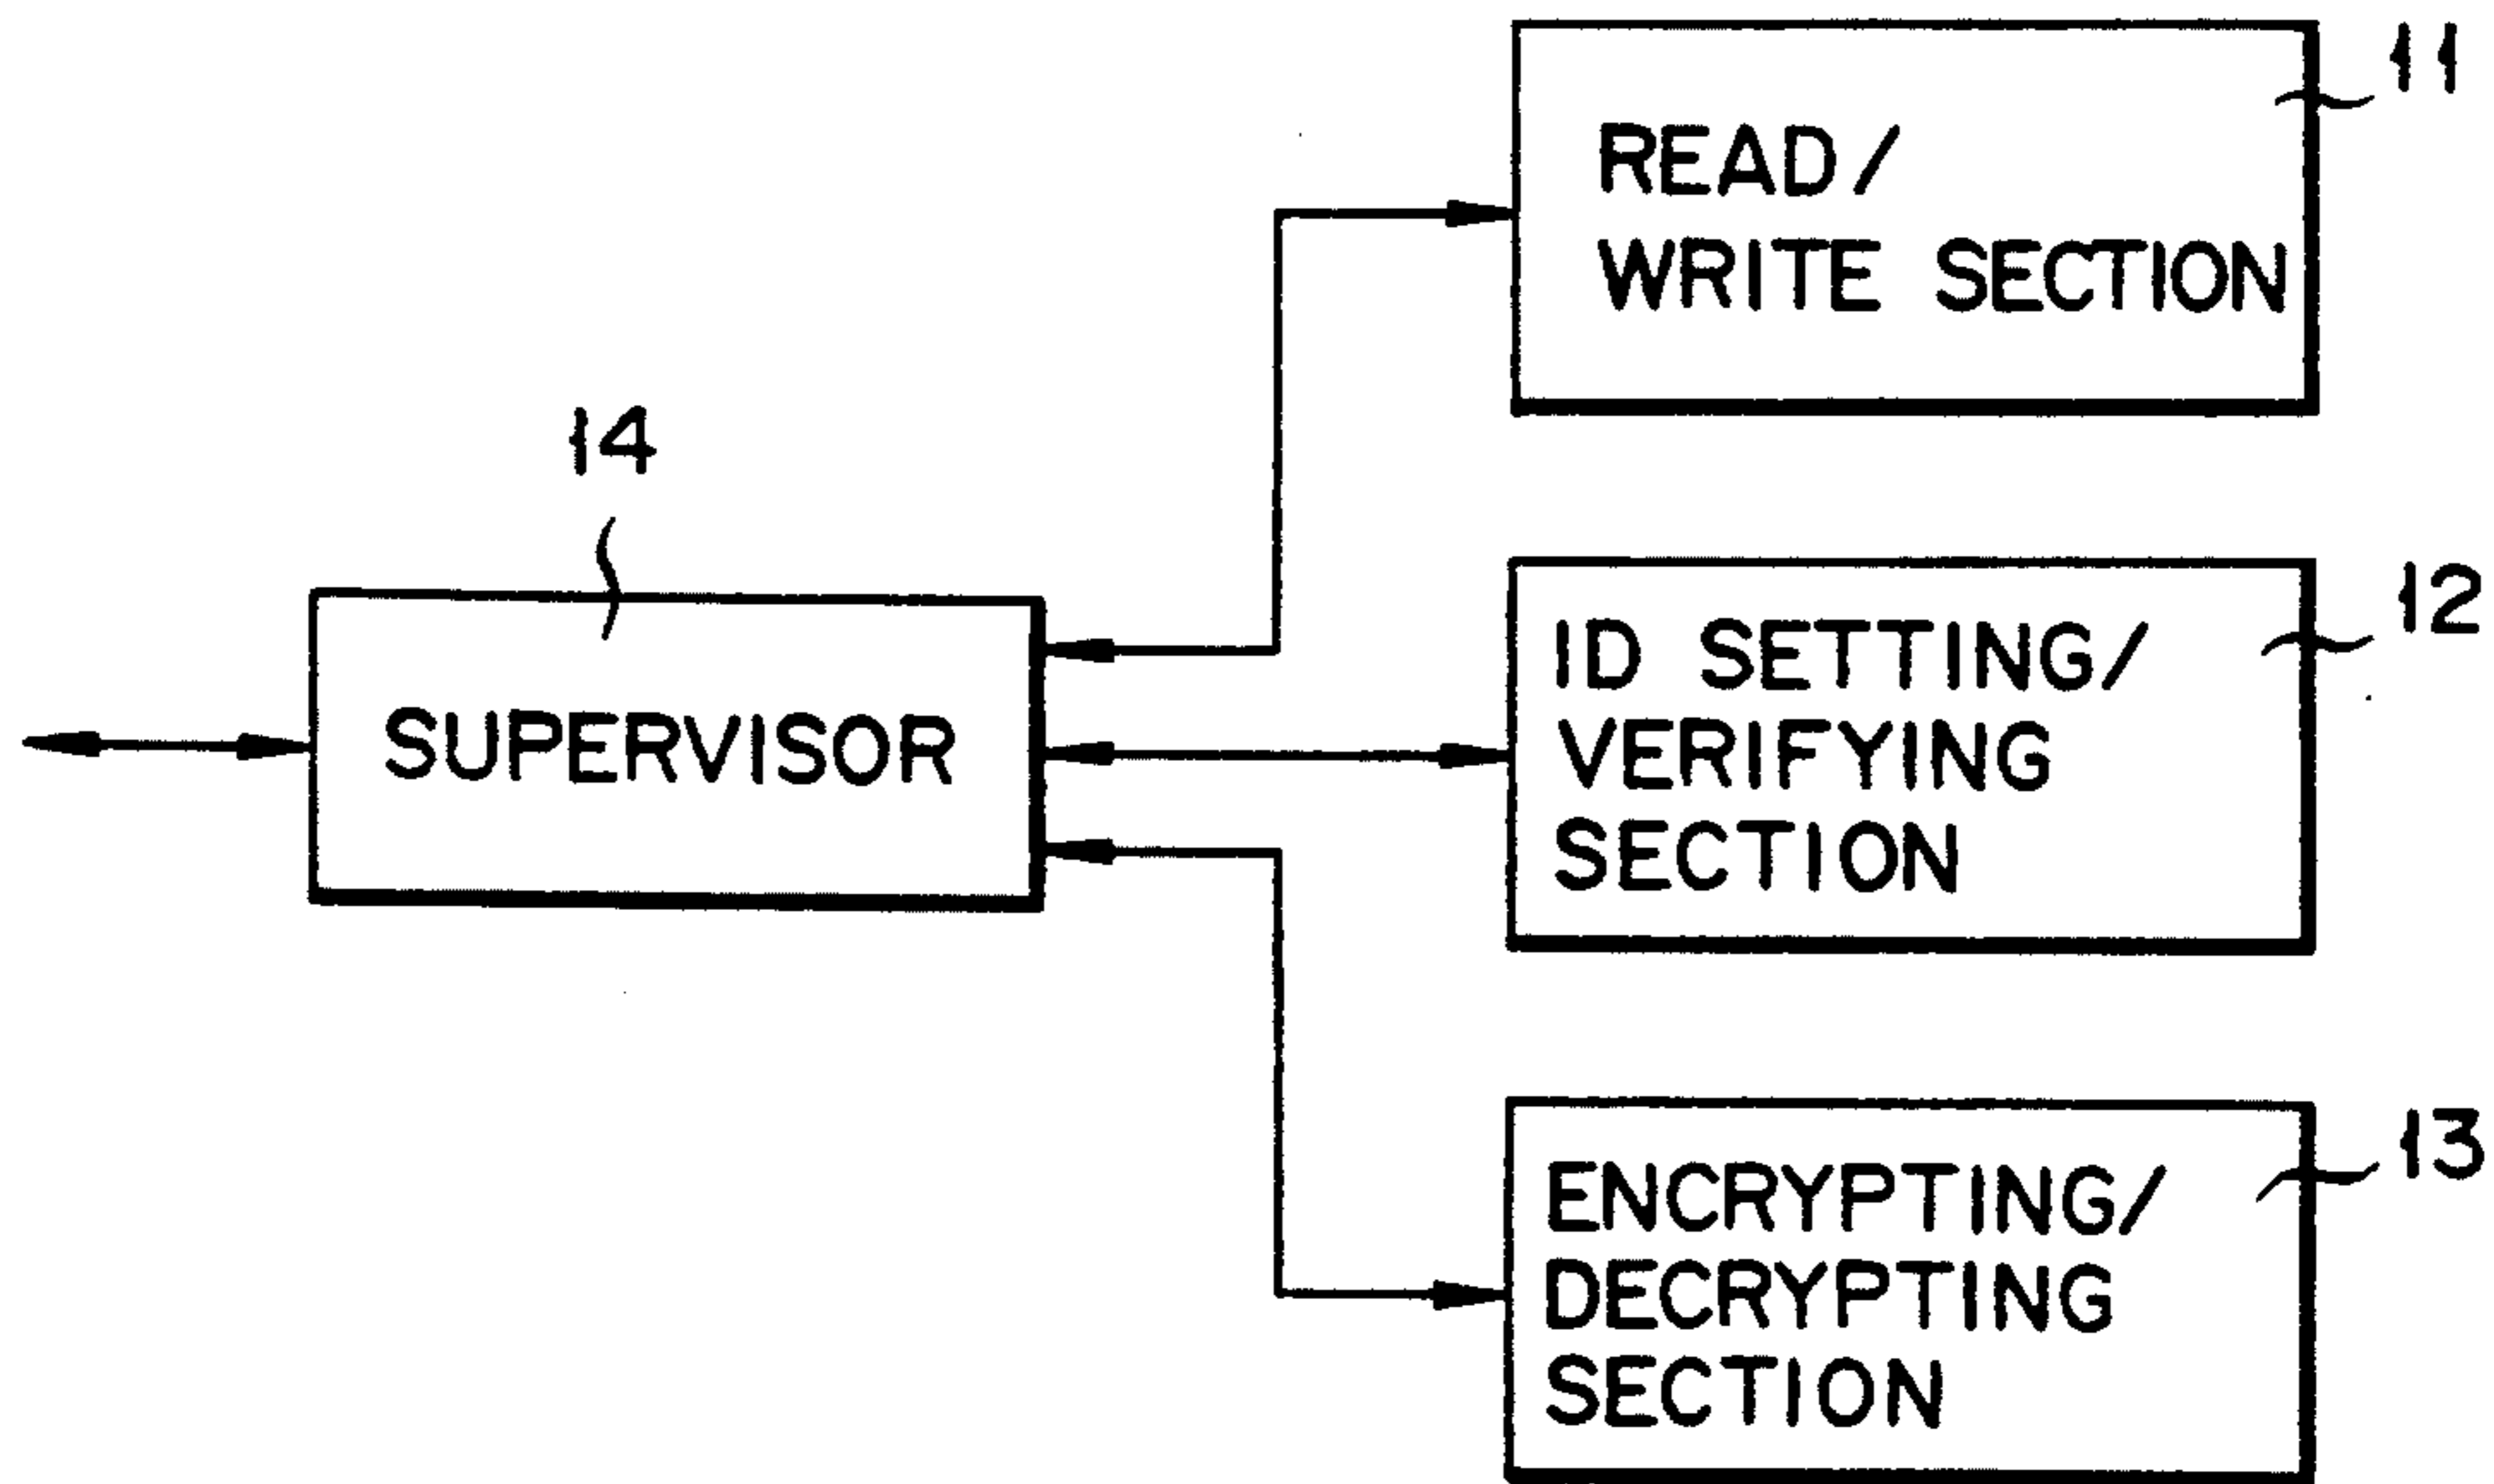 11
READ/
WRITE SECTION
14
SUPERVISOR
12
ID SETTING/
VERIFYING
SECTION
13
ENCRYPTING/
DECRYPTING
SECTION